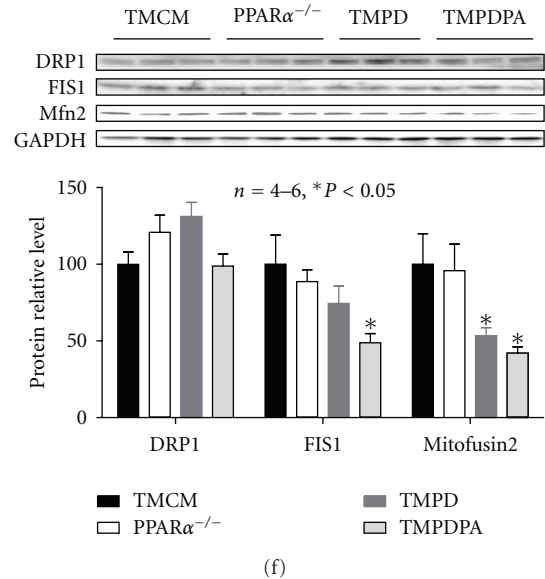 TMCM PPARα−/− TMPD TMPDPA
DRP1
FIS1
Mfn2
GAPDH
n = 4–6, *P < 0.05
Protein relative level
150
100
50
0
*
*
*
DRP1 FIS1 Mitofusin2
TMCM TMPD
PPARα−/− TMPDPA
(f)